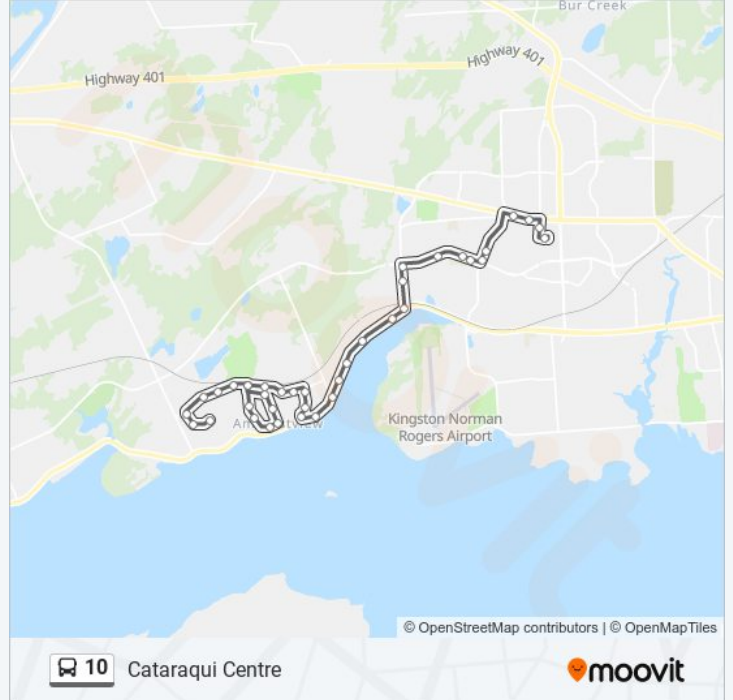 Bur Creek
Highway 401
Highway 401
Kingston Norman
Rogers Airport
© OpenStreetMap contributors | © OpenMapTiles
10 Cataraqui Centre
moovit